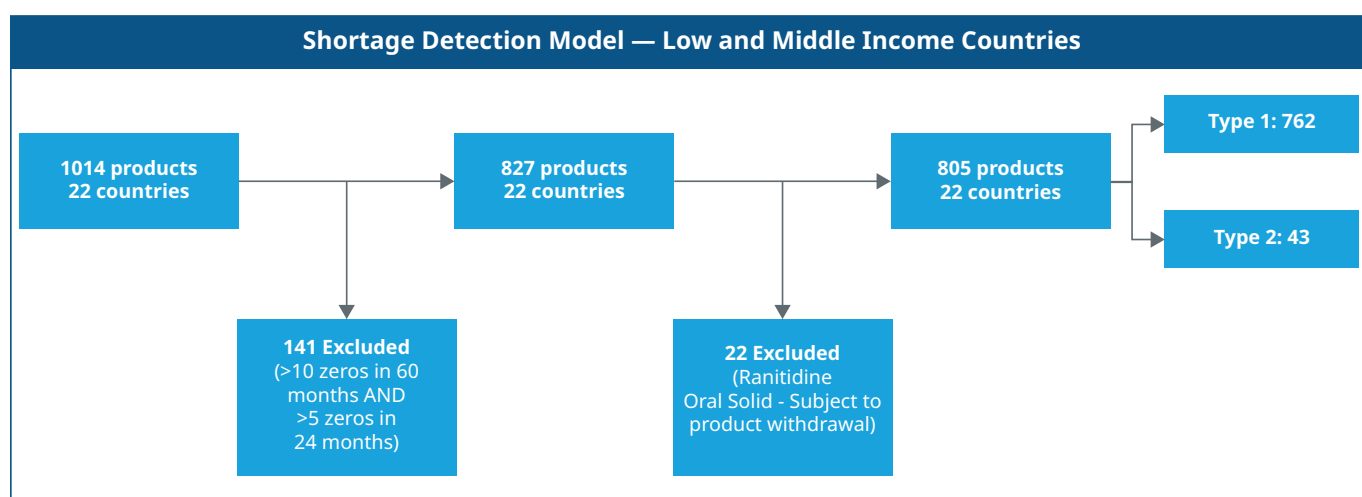 Shortage Detection Model — Low and Middle Income Countries
1014 products
22 countries
827 products
22 countries
805 products
22 countries
Type 1: 762
Type 2: 43
141 Excluded
(>10 zeros in 60
months AND
>5 zeros in
24 months)
22 Excluded
(Ranitidine
Oral Solid - Subject to
product withdrawal)